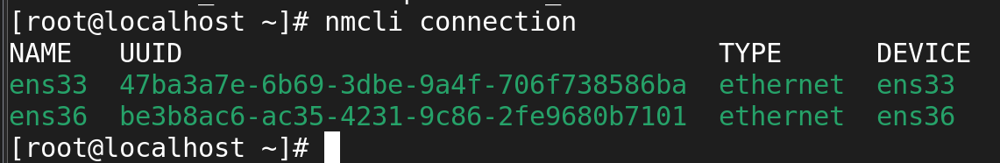 [root@localhost ~]# nmcli connection
NAME   UUID                                  TYPE      DEVICE
ens33  47ba3a7e-6b69-3dbe-9a4f-706f738586ba  ethernet  ens33
ens36  be3b8ac6-ac35-4231-9c86-2fe9680b7101  ethernet  ens36
[root@localhost ~]#